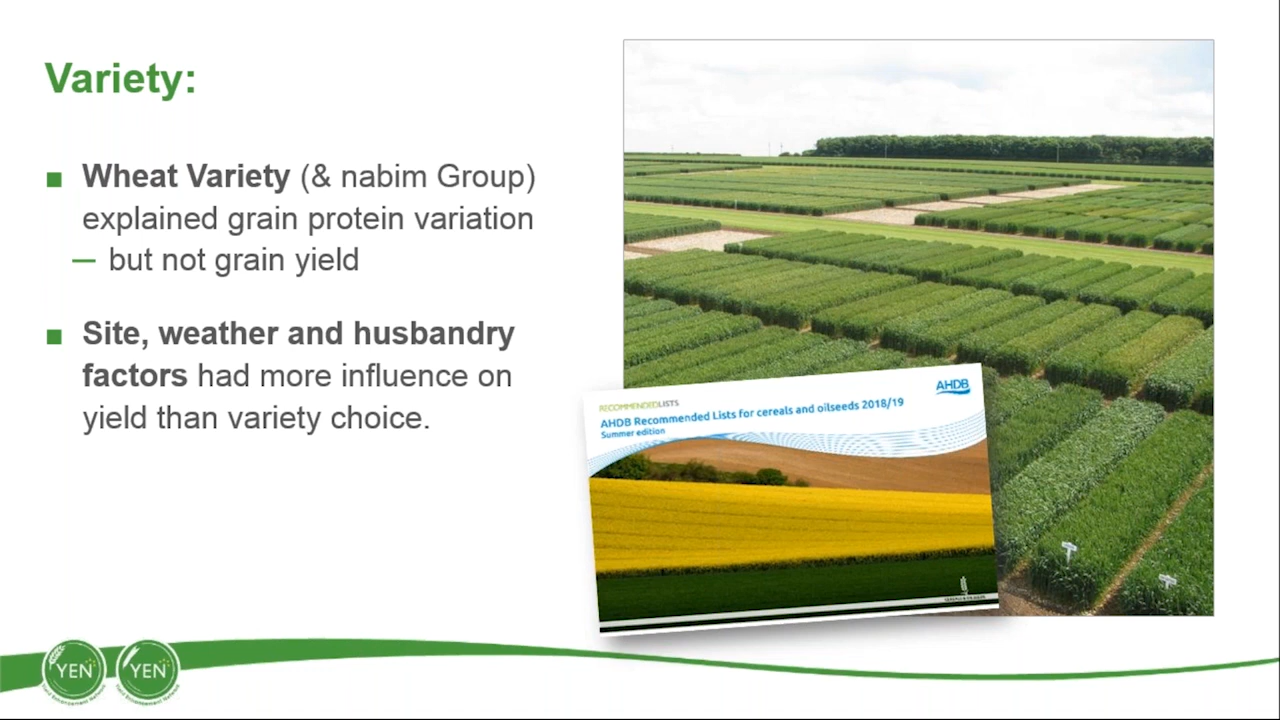 Variety:
■ Wheat Variety (& nabim Group)
explained grain protein variation
— but not grain yield
■ Site, weather and husbandry
factors had more influence on
yield than variety choice.
RECOMMENDEDLISTS
AHDB
AHDB Recommended Lists for cereals and oilseeds 2018/19
Summer edition
YEN
YEN